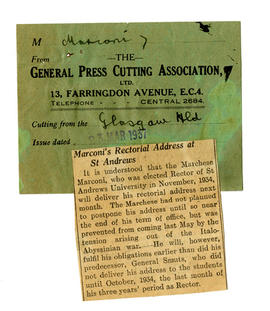 M Marconi 7
From —THE—
GENERAL PRESS CUTTING ASSOCIATION,
LTD.
13, FARRINGDON AVENUE, E.C.4.
TELEPHONE - - - CENTRAL 2684.
Cutting from the Glasgow Hld
Issue dated MAR 1937
Marconi's Rectorial Address at
St Andrews
It is understood that the Marchese
Marconi, who was elected Rector of St
Andrews University in November, 1934,
will deliver his rectorial address next
month. The Marchese had not planned
to postpone his address until so near
the end of his term of office, but was
prevented from coming last May by the
tension arising out of the Italo-
Abyssinian war. He will, however,
fulfil his obligations earlier than did his
predecessor, General Smuts, who did
not deliver his address to the students
until October, 1934, the last month of
his three years' period as Rector.